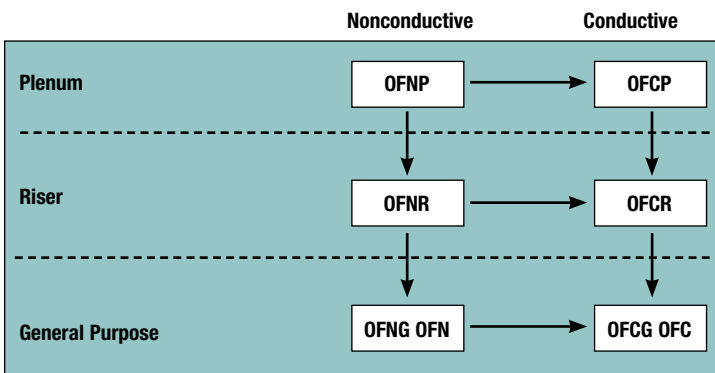 Nonconductive Conductive
Plenum OFNP OFCP
Riser OFNR OFCR
General Purpose OFNG OFN OFCG OFC